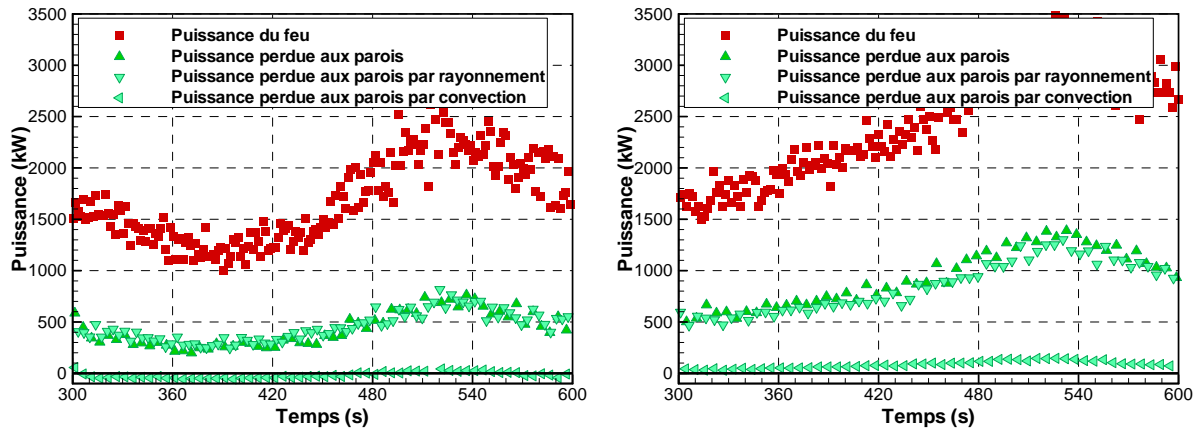 3500
3000
2500
2000
1500
1000
500
0
Puissance (kW)
Puissance du feu
Puissance perdue aux parois
Puissance perdue aux parois par rayonnement
Puissance perdue aux parois par convection
300 360 420 480 540 600
Temps (s)
3500
3000
2500
2000
1500
1000
500
0
Puissance (kW)
Puissance du feu
Puissance perdue aux parois
Puissance perdue aux parois par rayonnement
Puissance perdue aux parois par convection
300 360 420 480 540 600
Temps (s)